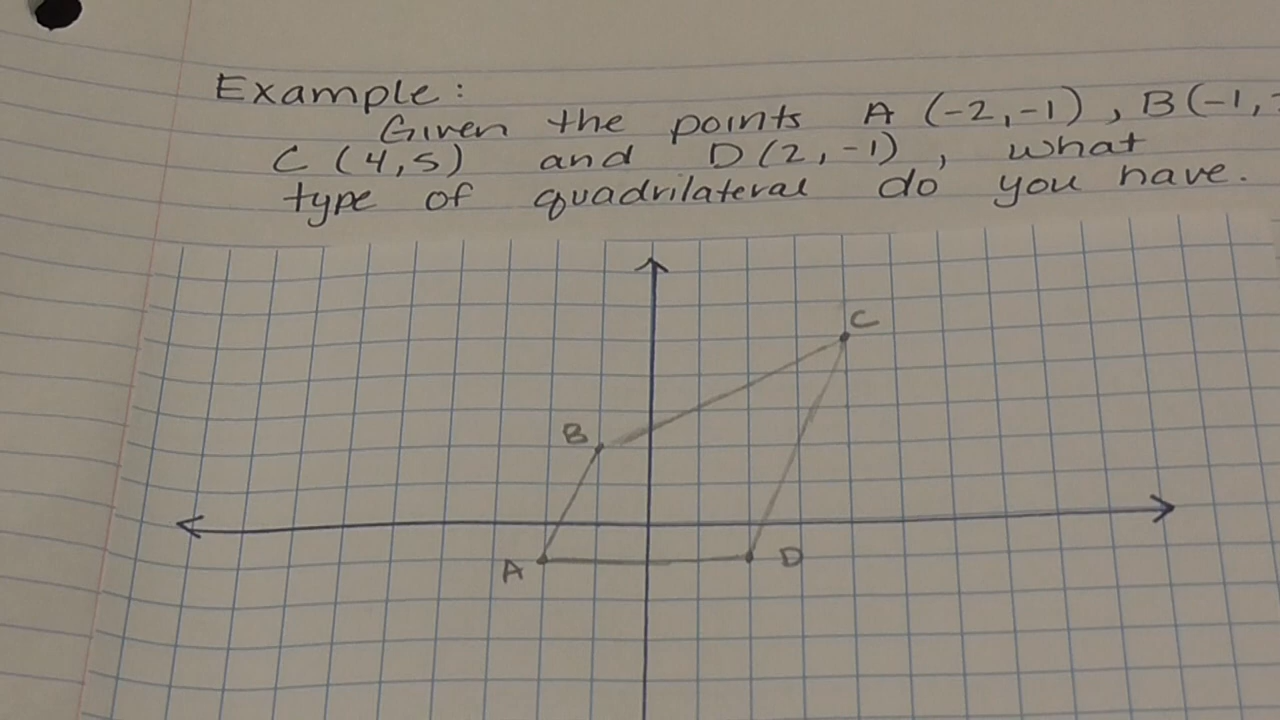 Example:
Given the points A (-2,-1), B(-1,
C (4,5) and D(2,-1), what
type of quadrilateral do you have.
C
B
A
D